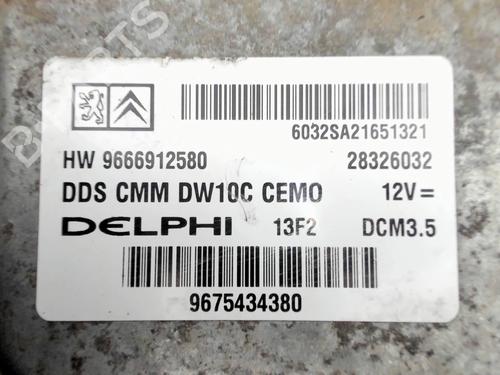 6032SA21651321
HW 9666912580 28326032
DDS CMM DW10C CEMO 12V=
DELPHI 13F2 DCM3.5
9675434380